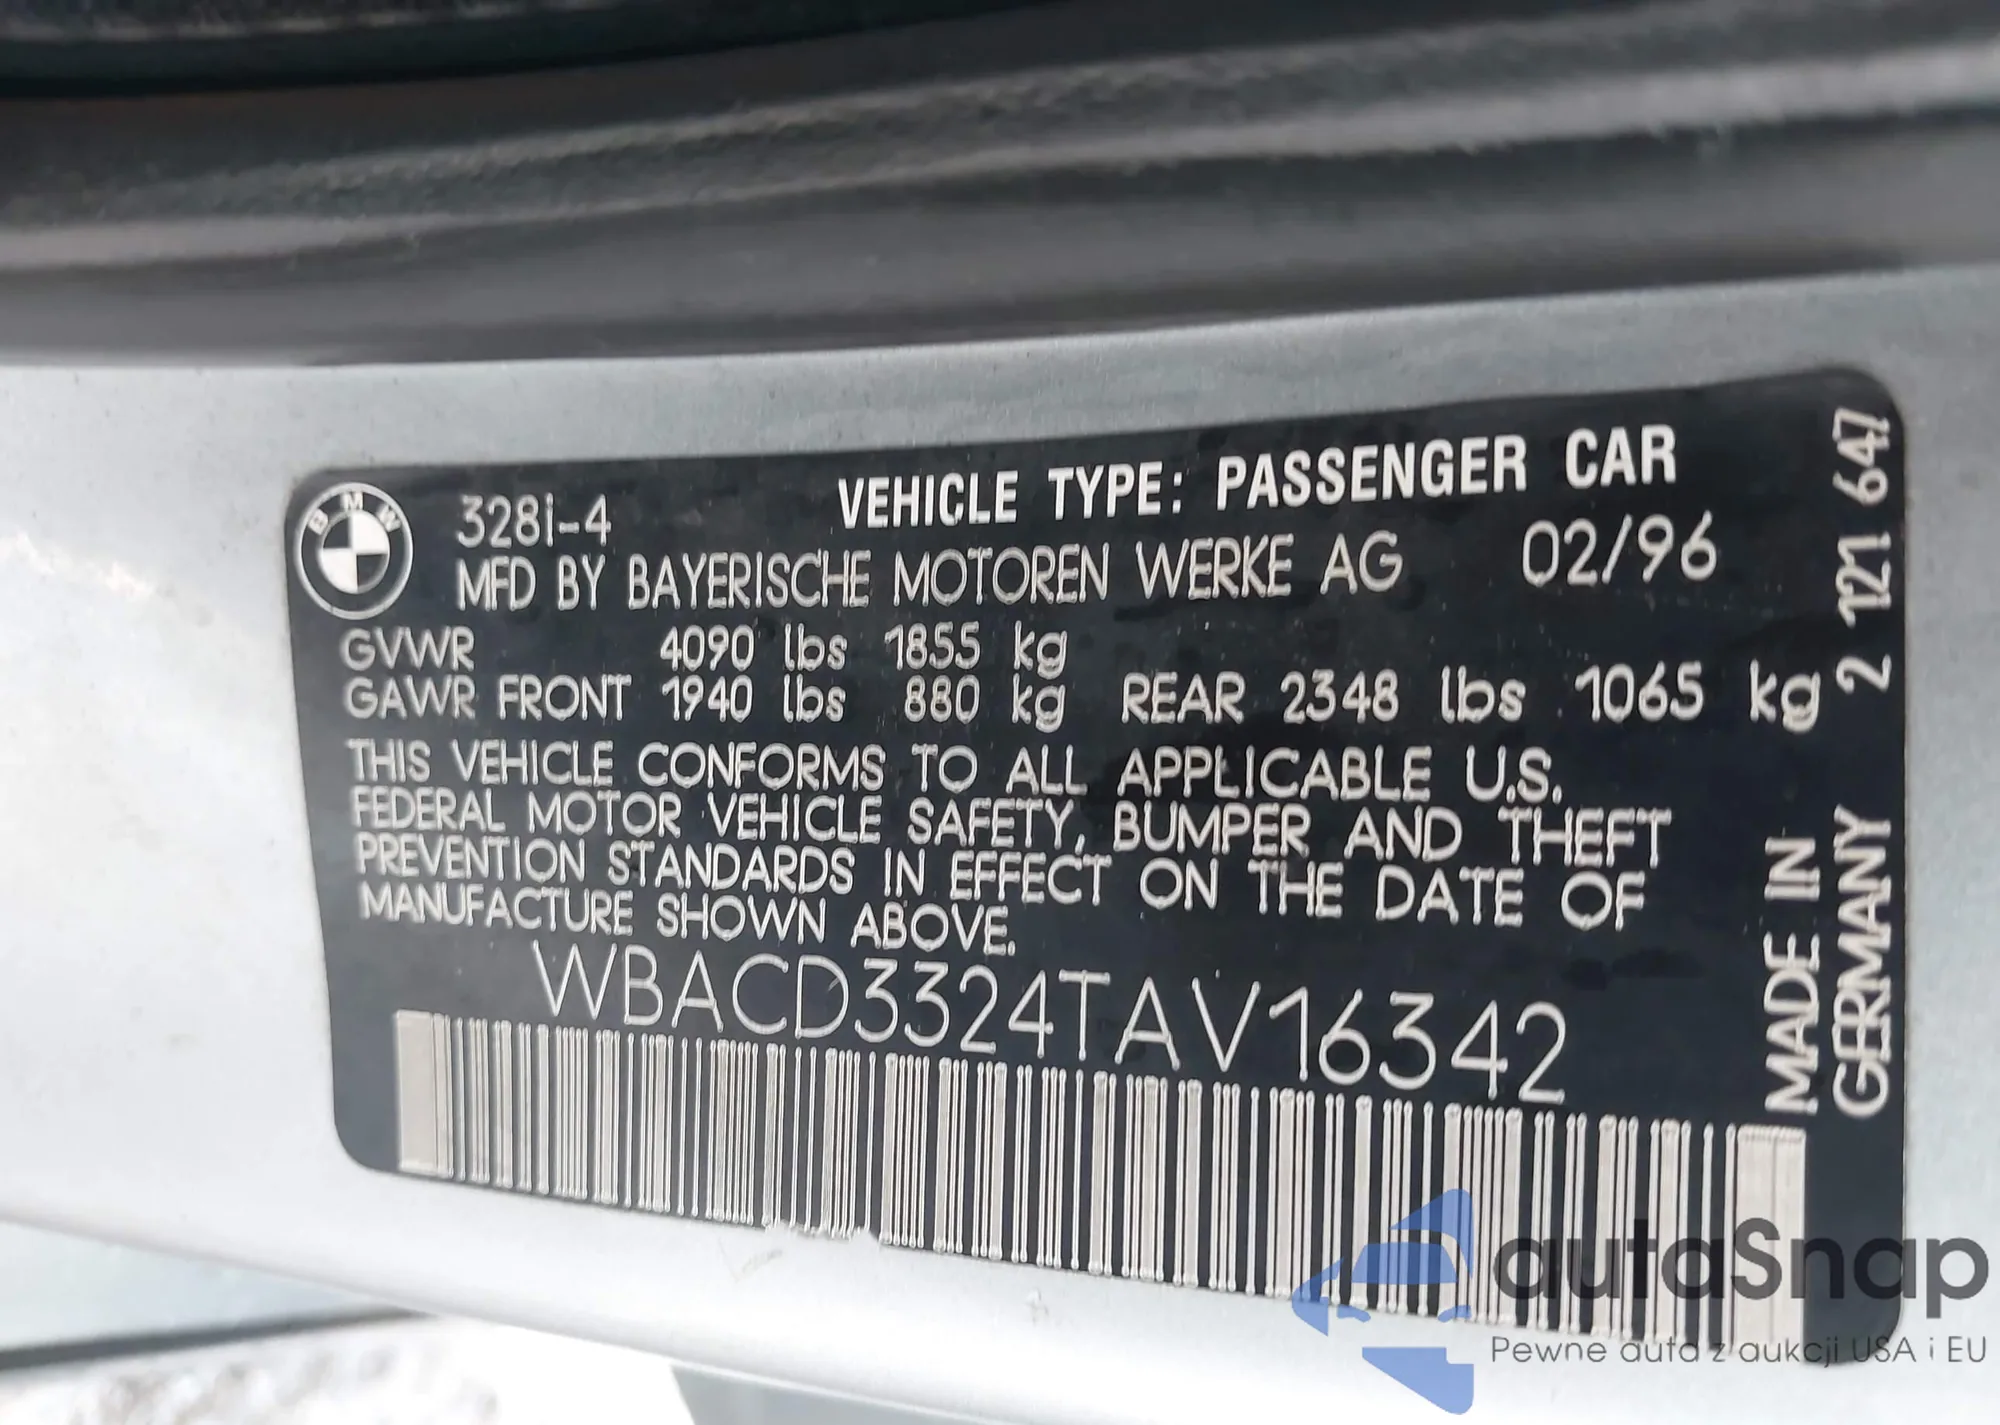 BMW
328i-4
VEHICLE TYPE: PASSENGER CAR
MFD BY BAYERISCHE MOTOREN WERKE AG 02/96
GVWR 4090 lbs 1855 kg
GAWR FRONT 1940 lbs 880 kg REAR 2348 lbs 1065 kg
THIS VEHICLE CONFORMS TO ALL APPLICABLE U.S.
FEDERAL MOTOR VEHICLE SAFETY, BUMPER AND THEFT
PREVENTION STANDARDS IN EFFECT ON THE DATE OF
MANUFACTURE SHOWN ABOVE.
WBACD3324TAV16342
MADE IN
GERMANY
2 121 647
autaSnap
Pewne auta z aukcji USA i EU